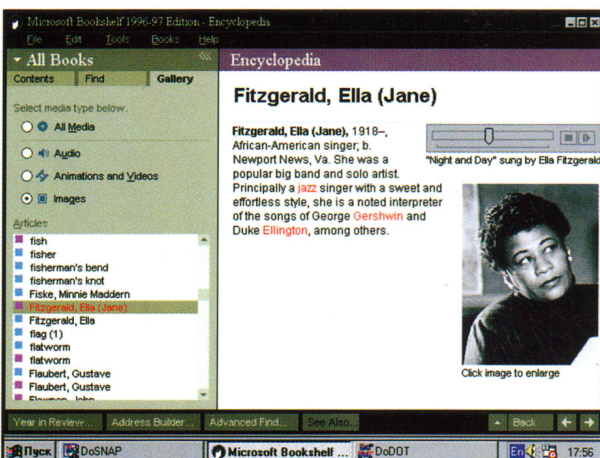 Microsoft Bookshelf 1996-97 Edition - Encyclopedia
File Edit Tools Books Help
All Books
Encyclopedia
Contents Find Gallery
Select media type below.
All Media
Audio
Animations and Videos
Images
Articles
fish
fisher
fisherman's bend
fisherman's knot
Fiske, Minnie Maddern
Fitzgerald, Ella (Jane)
Fitzgerald, Ella
flag (1)
flatworm
flatworm
Flaubert, Gustave
Flaubert, Gustave
Flaxman, John
Fitzgerald, Ella (Jane)
Fitzgerald, Ella (Jane), 1918–,
African-American singer; b.
Newport News, Va. She was a
popular big band and solo artist.
Principally a jazz singer with a sweet and
effortless style, she is a noted interpreter
of the songs of George Gershwin and
Duke Ellington, among others.
"Night and Day" sung by Ella Fitzgerald
Click image to enlarge
Year in Review... Address Builder... Advanced Find... See Also... Back
Пуск DoSNAP Microsoft Bookshelf ... DoDOT En 17:56